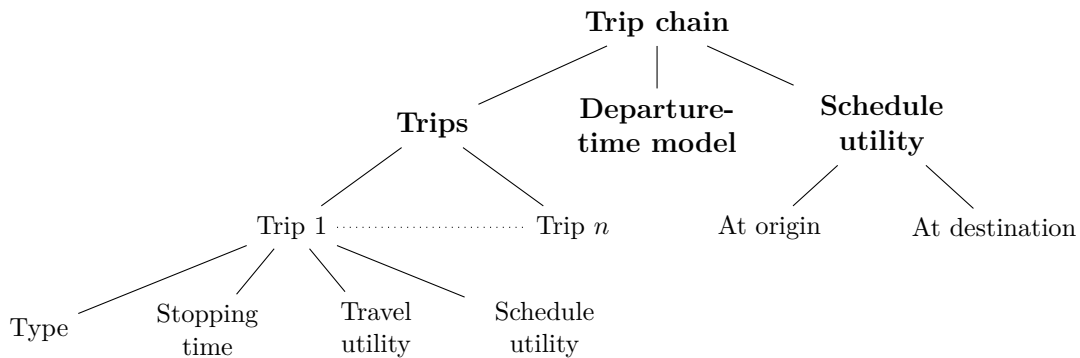 Trip chain
Trips
Departure-
time model
Schedule
utility
Trip 1
Trip n
At origin
At destination
Type
Stopping
time
Travel
utility
Schedule
utility